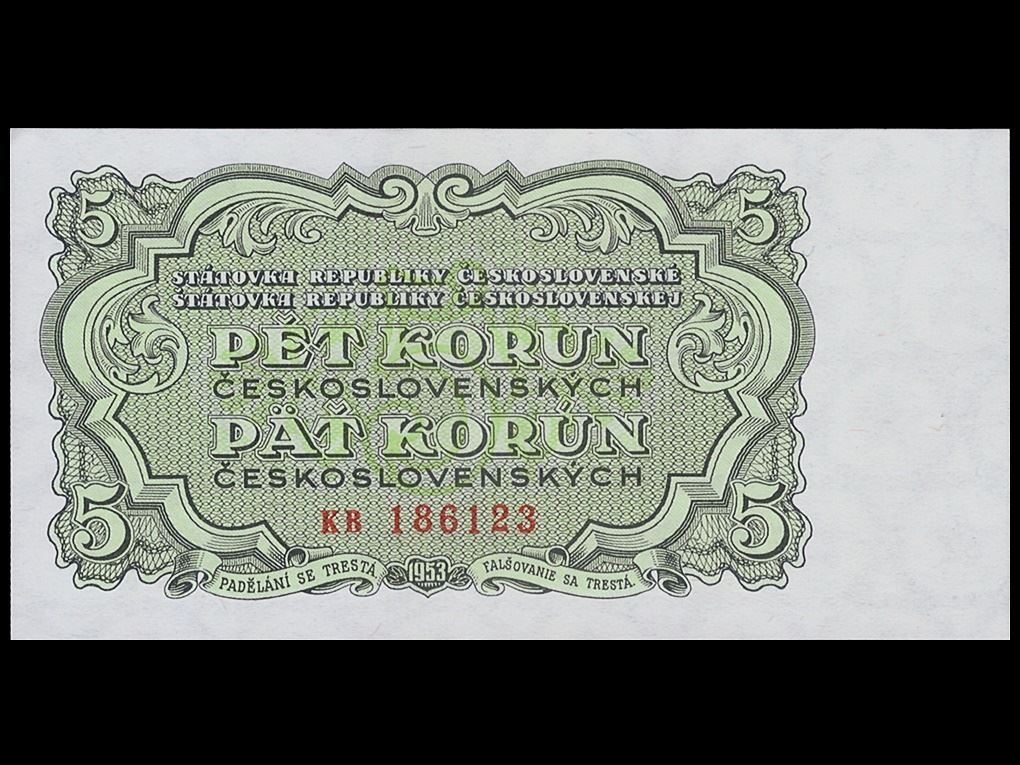 5 5
STÁTOVKA REPUBLIKY ČESKOSLOVENSKÉ
ŠTÁTOVKA REPUBLIKY ČESKOSLOVENSKEJ
PĚT KORUN
ČESKOSLOVENSKÝCH
PÄŤ KORÚN
ČESKOSLOVENSKÝCH
5 5
KB 186123
PADĚLÁNÍ SE TRESTÁ 1953 FALŠOVANIE SA TRESTÁ.